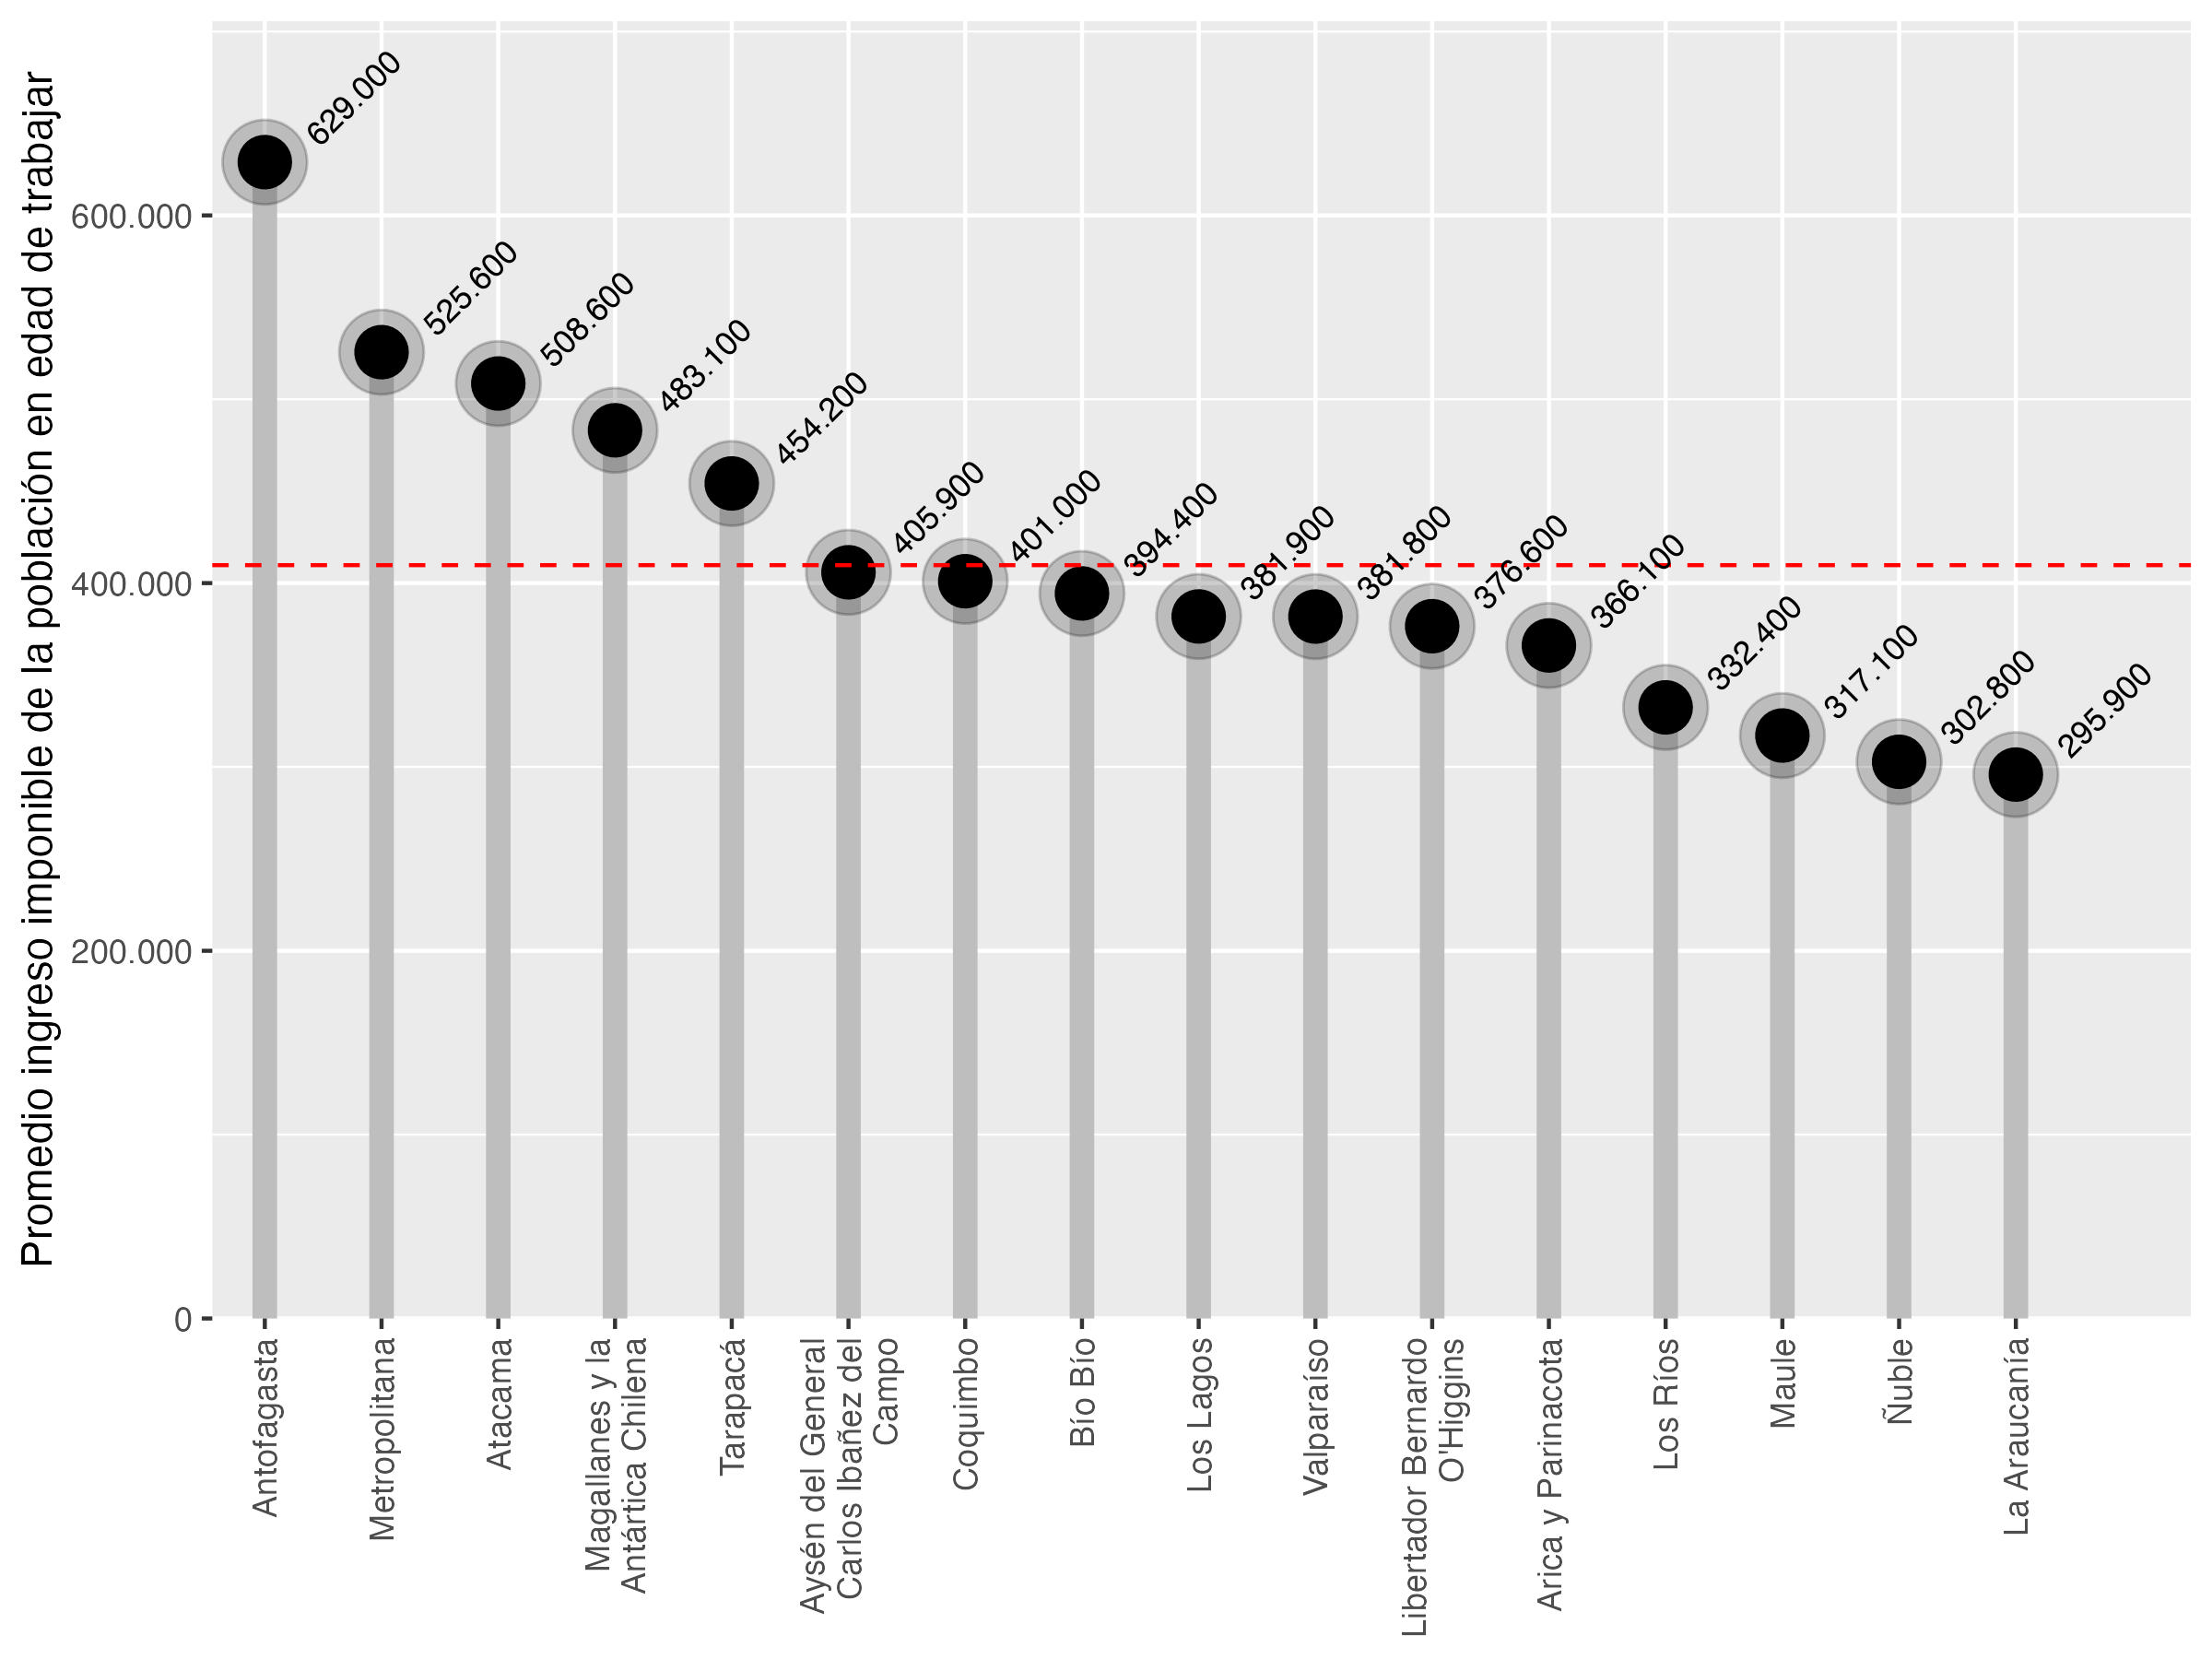 Promedio ingreso imponible de la población en edad de trabajar
600.000
400.000
200.000
0
629.000
525.600
508.600
483.100
454.200
405.900
401.000
394.400
381.900
381.800
376.600
366.100
332.400
317.100
302.800
295.900
Antofagasta
Metropolitana
Atacama
Magallanes y la
Antártica Chilena
Tarapacá
Aysén del General
Carlos Ibañez del
Campo
Coquimbo
Bío Bío
Los Lagos
Valparaíso
Libertador Bernardo
O'Higgins
Arica y Parinacota
Los Ríos
Maule
Ñuble
La Araucanía